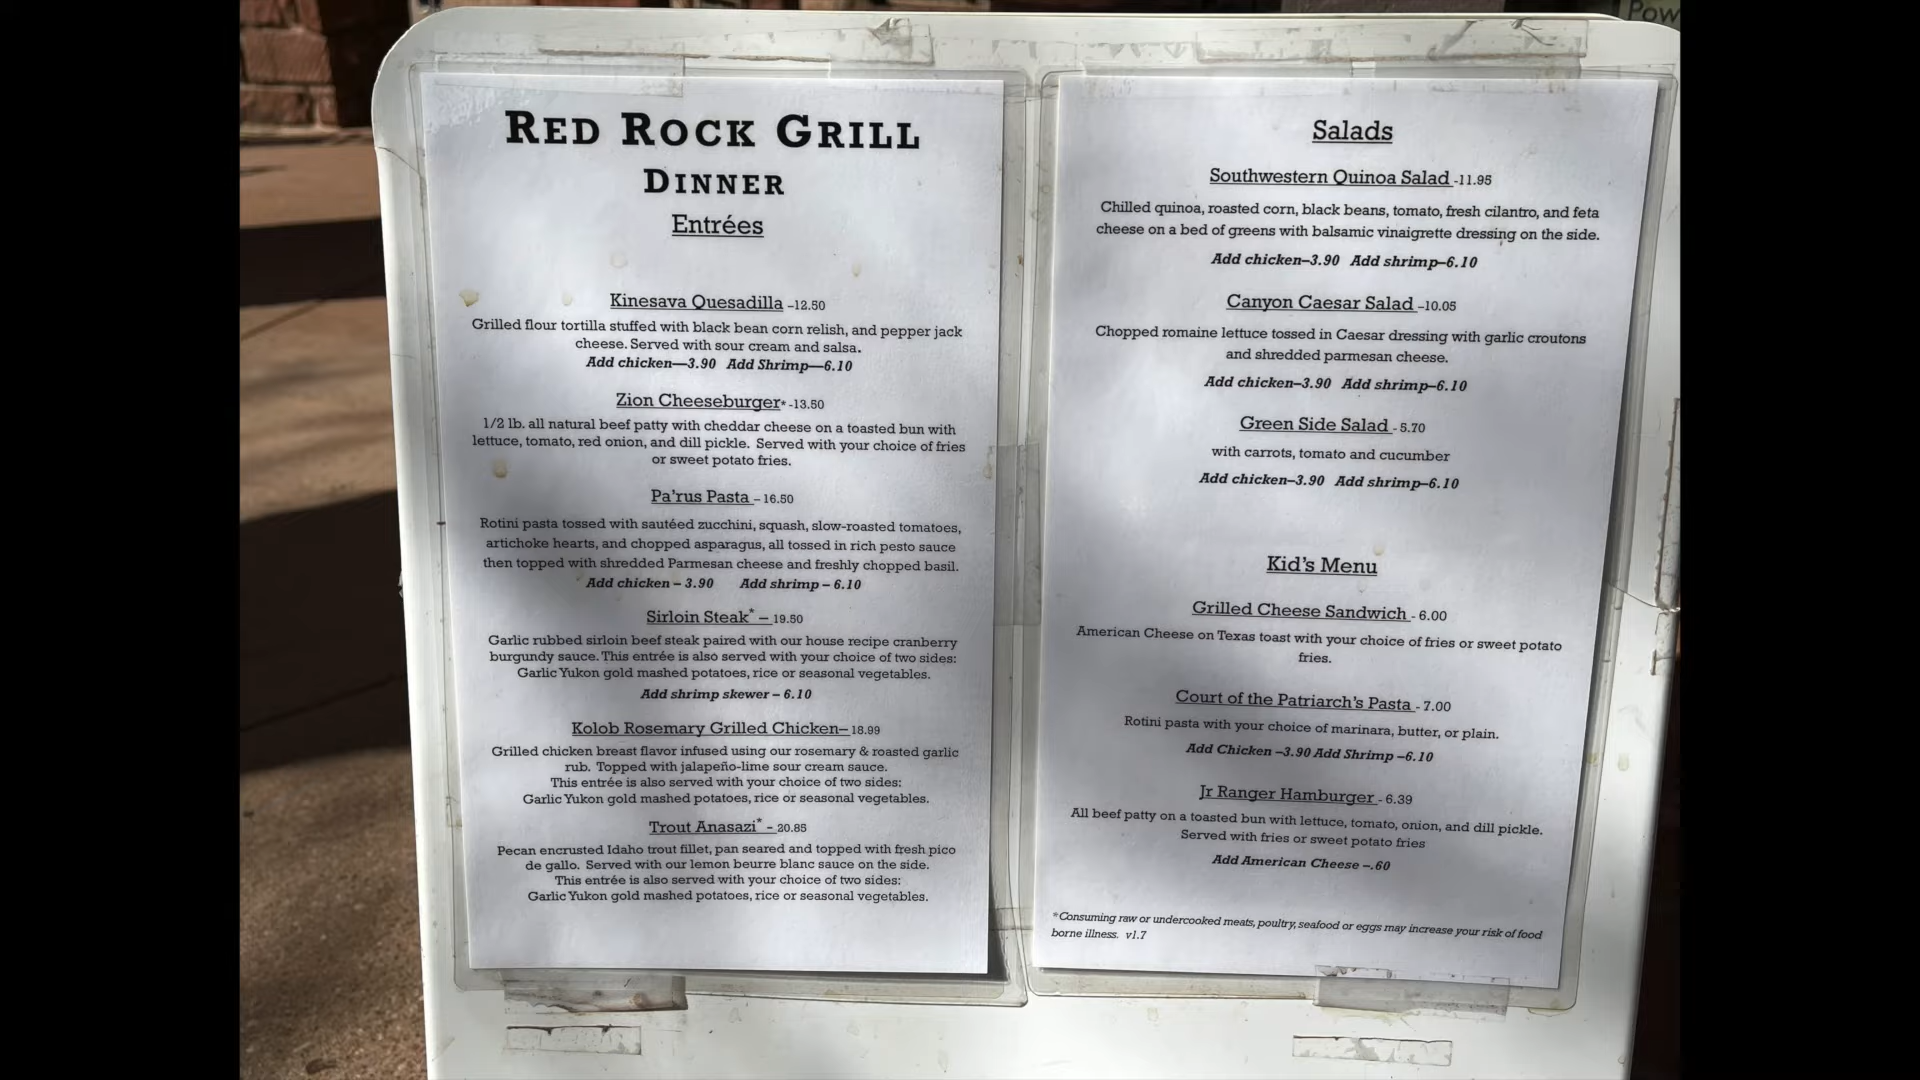 Pow
RED ROCK GRILL
DINNER
Entrées
Kinesava Quesadilla –12.50
Grilled flour tortilla stuffed with black bean corn relish, and pepper jack
cheese. Served with sour cream and salsa.
Add chicken—3.90 Add Shrimp—6.10
Zion Cheeseburger* -13.50
1/2 lb. all natural beef patty with cheddar cheese on a toasted bun with
lettuce, tomato, red onion, and dill pickle. Served with your choice of fries
or sweet potato fries.
Pa'rus Pasta – 16.50
Rotini pasta tossed with sautéed zucchini, squash, slow-roasted tomatoes,
artichoke hearts, and chopped asparagus, all tossed in rich pesto sauce
then topped with shredded Parmesan cheese and freshly chopped basil.
Add chicken – 3.90 Add shrimp – 6.10
Sirloin Steak* – 19.50
Garlic rubbed sirloin beef steak paired with our house recipe cranberry
burgundy sauce. This entrée is also served with your choice of two sides:
Garlic Yukon gold mashed potatoes, rice or seasonal vegetables.
Add shrimp skewer – 6.10
Kolob Rosemary Grilled Chicken– 18.99
Grilled chicken breast flavor infused using our rosemary & roasted garlic
rub. Topped with jalapeño-lime sour cream sauce.
This entrée is also served with your choice of two sides:
Garlic Yukon gold mashed potatoes, rice or seasonal vegetables.
Trout Anasazi* - 20.85
Pecan encrusted Idaho trout fillet, pan seared and topped with fresh pico
de gallo. Served with our lemon beurre blanc sauce on the side.
This entrée is also served with your choice of two sides:
Garlic Yukon gold mashed potatoes, rice or seasonal vegetables.
Salads
Southwestern Quinoa Salad -11.95
Chilled quinoa, roasted corn, black beans, tomato, fresh cilantro, and feta
cheese on a bed of greens with balsamic vinaigrette dressing on the side.
Add chicken–3.90 Add shrimp–6.10
Canyon Caesar Salad –10.05
Chopped romaine lettuce tossed in Caesar dressing with garlic croutons
and shredded parmesan cheese.
Add chicken–3.90 Add shrimp–6.10
Green Side Salad - 5.70
with carrots, tomato and cucumber
Add chicken–3.90 Add shrimp–6.10
Kid's Menu
Grilled Cheese Sandwich - 6.00
American Cheese on Texas toast with your choice of fries or sweet potato
fries.
Court of the Patriarch's Pasta - 7.00
Rotini pasta with your choice of marinara, butter, or plain.
Add Chicken –3.90 Add Shrimp –6.10
Jr Ranger Hamburger - 6.39
All beef patty on a toasted bun with lettuce, tomato, onion, and dill pickle.
Served with fries or sweet potato fries
Add American Cheese –.60
*Consuming raw or undercooked meats, poultry, seafood or eggs may increase your risk of food
borne illness. v1.7